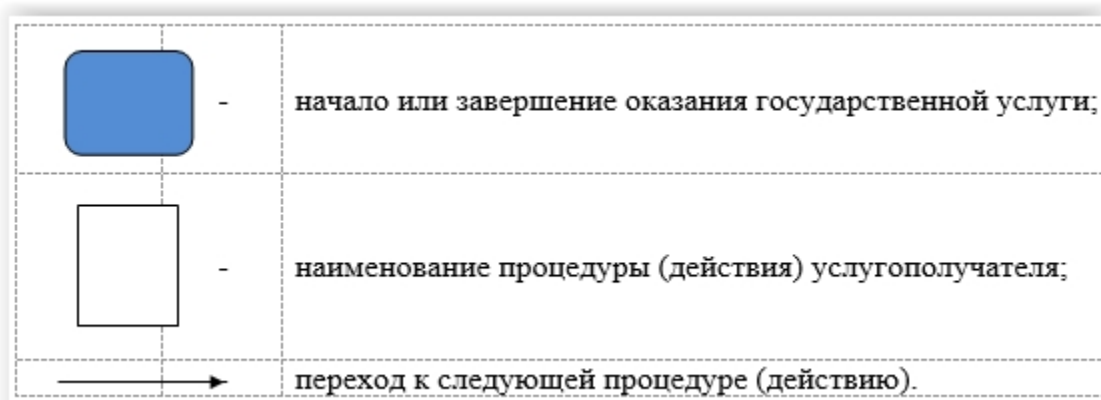 - начало или завершение оказания государственной услуги;
- наименование процедуры (действия) услугополучателя;
переход к следующей процедуре (действию).